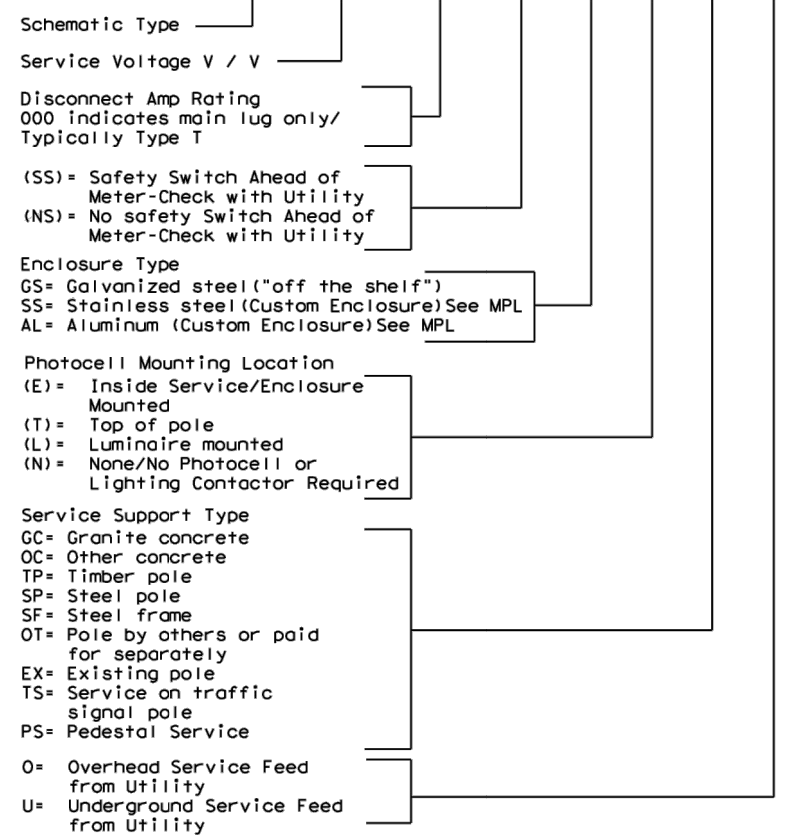 Schematic Type
Service Voltage V / V
Disconnect Amp Rating
000 indicates main lug only/
Typically Type T
(SS)= Safety Switch Ahead of
Meter-Check with Utility
(NS)= No safety Switch Ahead of
Meter-Check with Utility
Enclosure Type
GS= Galvanized steel("off the shelf")
SS= Stainless steel(Custom Enclosure)See MPL
AL= Aluminum (Custom Enclosure)See MPL
Photocell Mounting Location
(E)= Inside Service/Enclosure
Mounted
(T)= Top of pole
(L)= Luminaire mounted
(N)= None/No Photocell or
Lighting Contactor Required
Service Support Type
GC= Granite concrete
OC= Other concrete
TP= Timber pole
SP= Steel pole
SF= Steel frame
OT= Pole by others or paid
for separately
EX= Existing pole
TS= Service on traffic
signal pole
PS= Pedestal Service
O= Overhead Service Feed
from Utility
U= Underground Service Feed
from Utility